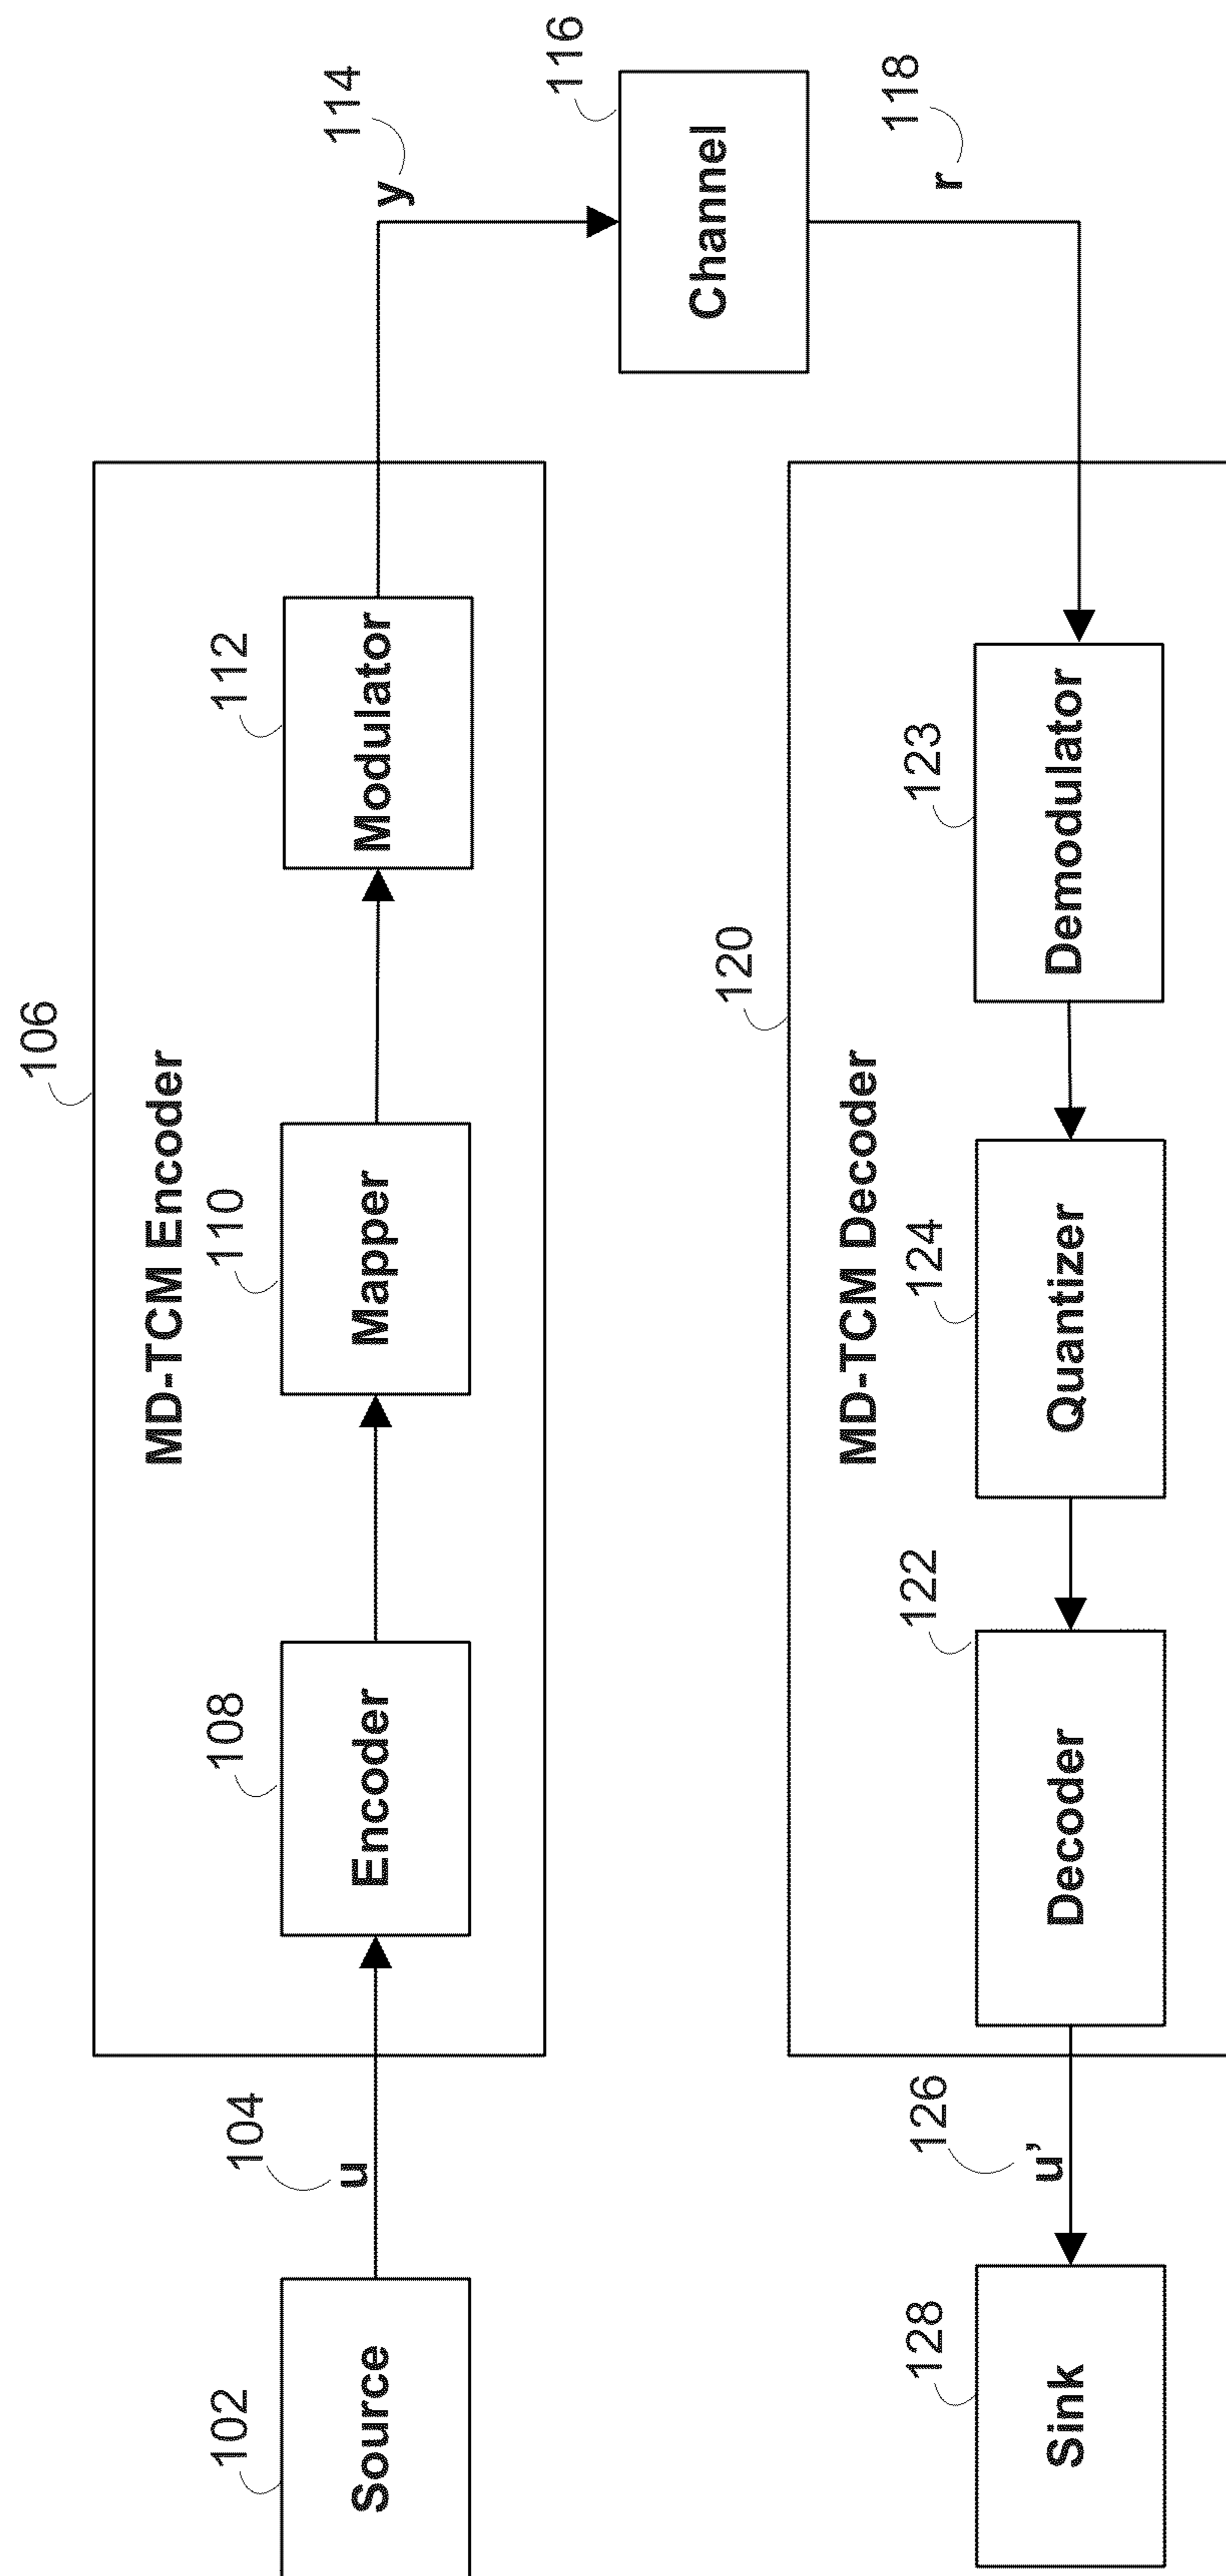 106
MD-TCM Encoder
102
Source
104
u
108
Encoder
110
Mapper
112
Modulator
114
y
116
Channel
118
r
120
MD-TCM Decoder
123
Demodulator
124
Quantizer
122
Decoder
126
u’
128
Sink